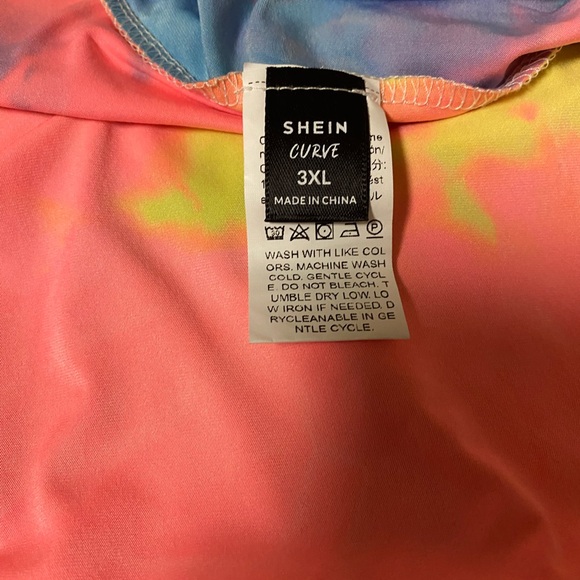 SHEIN
CURVE
3XL
MADE IN CHINA
WASH WITH LIKE COL
ORS. MACHINE WASH
COLD. GENTLE CYCL
E. DO NOT BLEACH. T
UMBLE DRY LOW. LO
W IRON IF NEEDED. D
RYCLEANABLE IN GE
NTLE CYCLE.